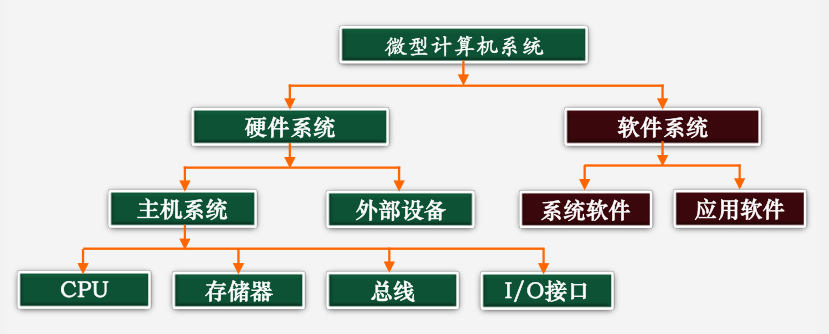 微型计算机系统
硬件系统
软件系统
主机系统
外部设备
系统软件
应用软件
CPU
存储器
总线
I/O接口